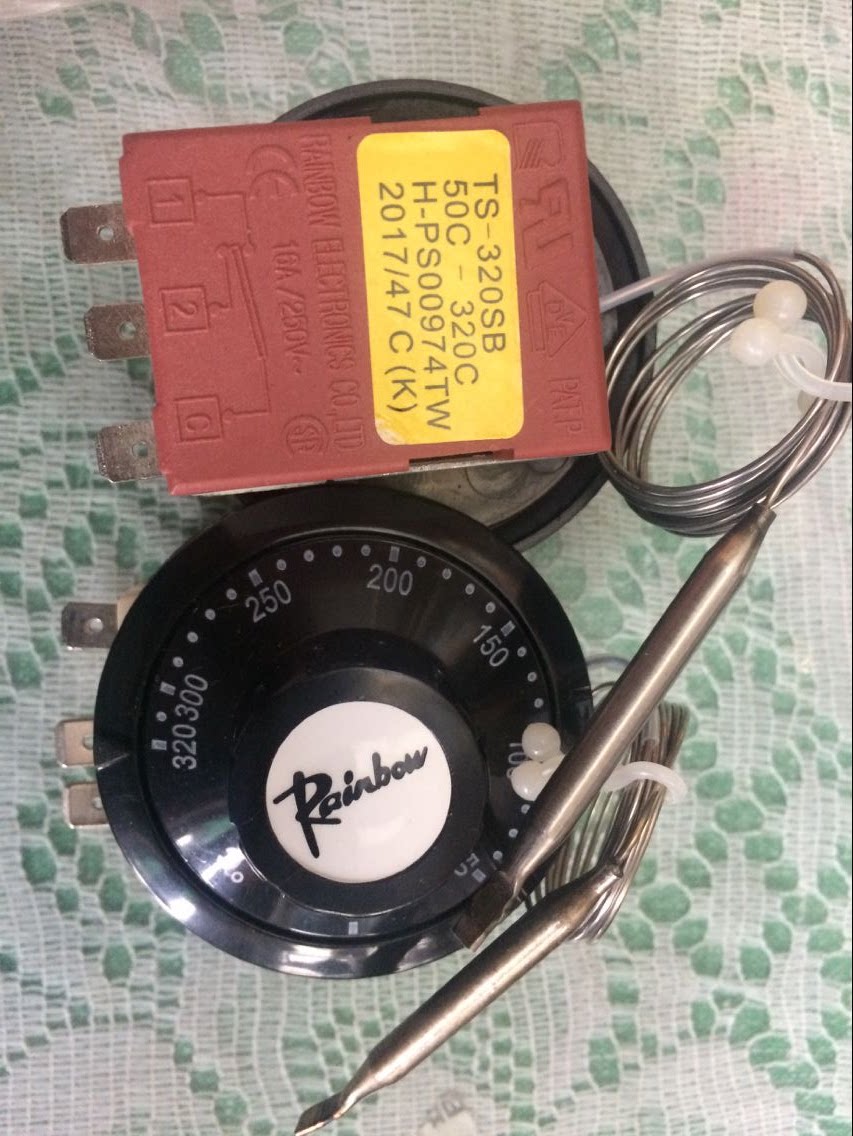 TS-320SB
50C - 320C
H-PS00974TW
2017/47 C (K)
PAT.P
RAINBOW ELECTRONICS CO.,LTD
16A /250V~
CE
1
2
C
Rainbow
320
300
250
200
150